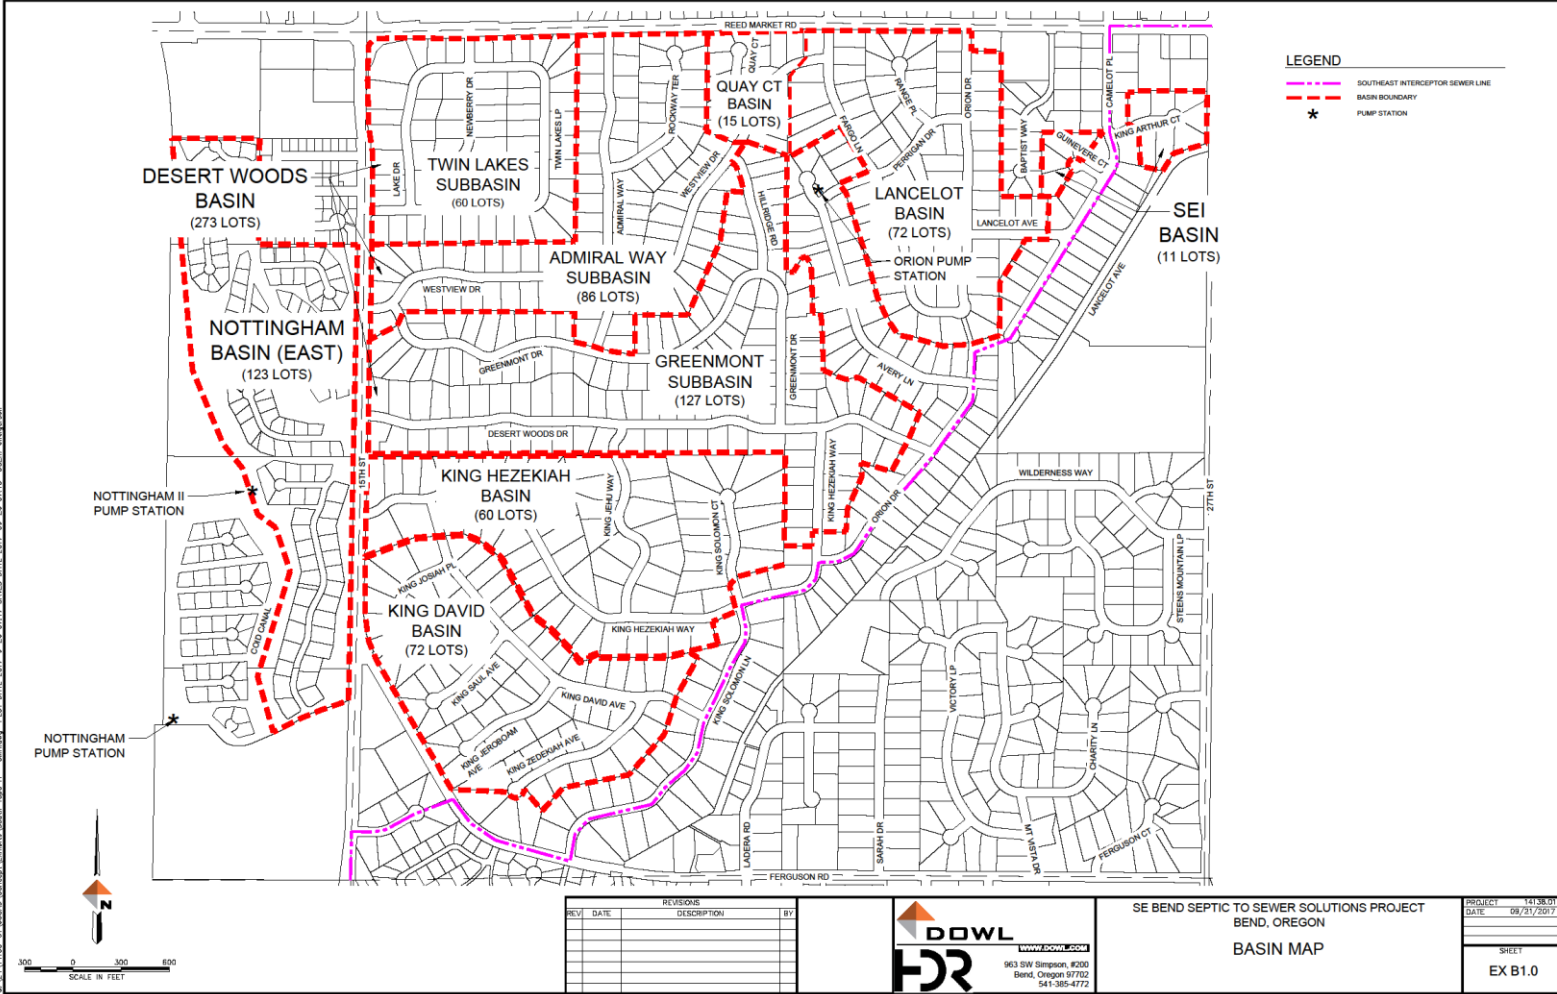 REED MARKET RD
LEGEND
SOUTHEAST INTERCEPTOR SEWER LINE
BASIN BOUNDARY
* PUMP STATION
QUAY CT
ROCKWAY TER
NEWBERRY DR
TWIN LAKES LP
LAKE DR
QUAY CT
BASIN
(15 LOTS)
RANGE PL
ORION DR
FARGO LN
PERRIGAN DR
BAPTIST WAY
CAMELOT PL
GUINEVERE CT
KING ARTHUR CT
DESERT WOODS
BASIN
(273 LOTS)
TWIN LAKES
SUBBASIN
(60 LOTS)
ADMIRAL WAY
WESTVIEW DR
HILLRIDGE RD
LANCELOT
BASIN
(72 LOTS)
LANCELOT AVE
SEI
BASIN
(11 LOTS)
ADMIRAL WAY
SUBBASIN
(86 LOTS)
ORION PUMP
STATION
WESTVIEW DR
LANCELOT AVE
NOTTINGHAM
BASIN (EAST)
(123 LOTS)
GREENMONT DR
GREENMONT
SUBBASIN
(127 LOTS)
GREENMONT DR
AVERY LN
DESERT WOODS DR
15TH ST
KING HEZEKIAH
BASIN
(60 LOTS)
KING JEHU WAY
KING SOLOMON CT
KING HEZEKIAH WAY
ORION DR
WILDERNESS WAY
27TH ST
NOTTINGHAM II
PUMP STATION
*
KING JOSIAH PL
KING DAVID
BASIN
(72 LOTS)
KING HEZEKIAH WAY
STEENS MOUNTAIN LP
COID CANAL
KING SAUL AVE
KING DAVID AVE
KING SOLOMON LN
VICTORY LP
NOTTINGHAM
PUMP STATION
*
KING JEROBOAM
AVE
KING ZEDEKIAH AVE
CHARITY LN
LADERA RD
SARAH DR
MT VISTA DR
FERGUSON CT
FERGUSON RD
N
300 0 300 600
SCALE IN FEET
REVISIONS
REV DATE DESCRIPTION BY
DOWL
WWW.DOWL.COM
HDR
963 SW Simpson, #200
Bend, Oregon 97702
541-385-4772
SE BEND SEPTIC TO SEWER SOLUTIONS PROJECT
BEND, OREGON
BASIN MAP
PROJECT 14138.01
DATE 09/21/2017
SHEET
EX B1.0